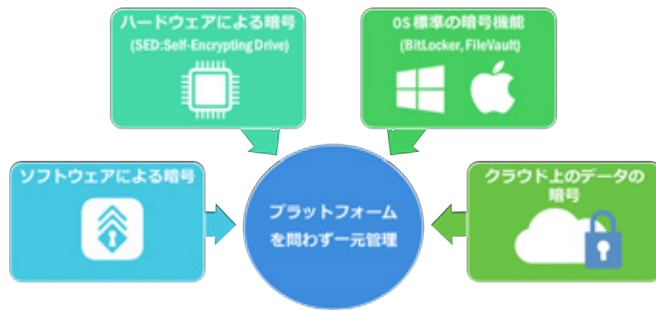 ハードウェアによる暗号
(SED:Self-Encrypting Drive)
OS標準の暗号機能
(BitLocker, FileVault)
ソフトウェアによる暗号
プラットフォーム
を問わず一元管理
クラウド上のデータの
暗号